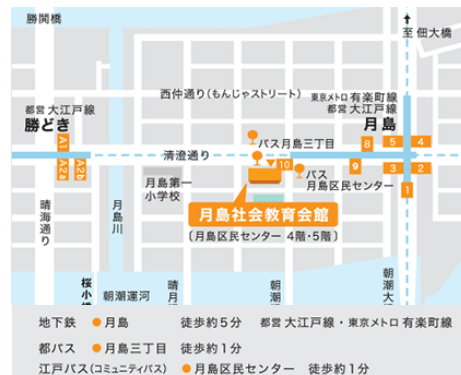 勝鬨橋
至 佃大橋
西仲通り(もんじゃストリート)
東京メトロ 有楽町線
都営 大江戸線
月島
都営 大江戸線
勝どき
バス月島三丁目
清澄通り
A1
A2a
A2b
8
5
4
10
9
3
2
1
バス
月島区民センター
月島第一
小学校
月島社会教育会館
〔月島区民センター 4階・5階〕
晴海通り
月島川
朝潮運河
地下鉄 ●月島 徒歩約5分 都営 大江戸線・東京メトロ 有楽町線
都バス ●月島三丁目 徒歩約1分
江戸バス(コミュニティバス) ●月島区民センター 徒歩約1分